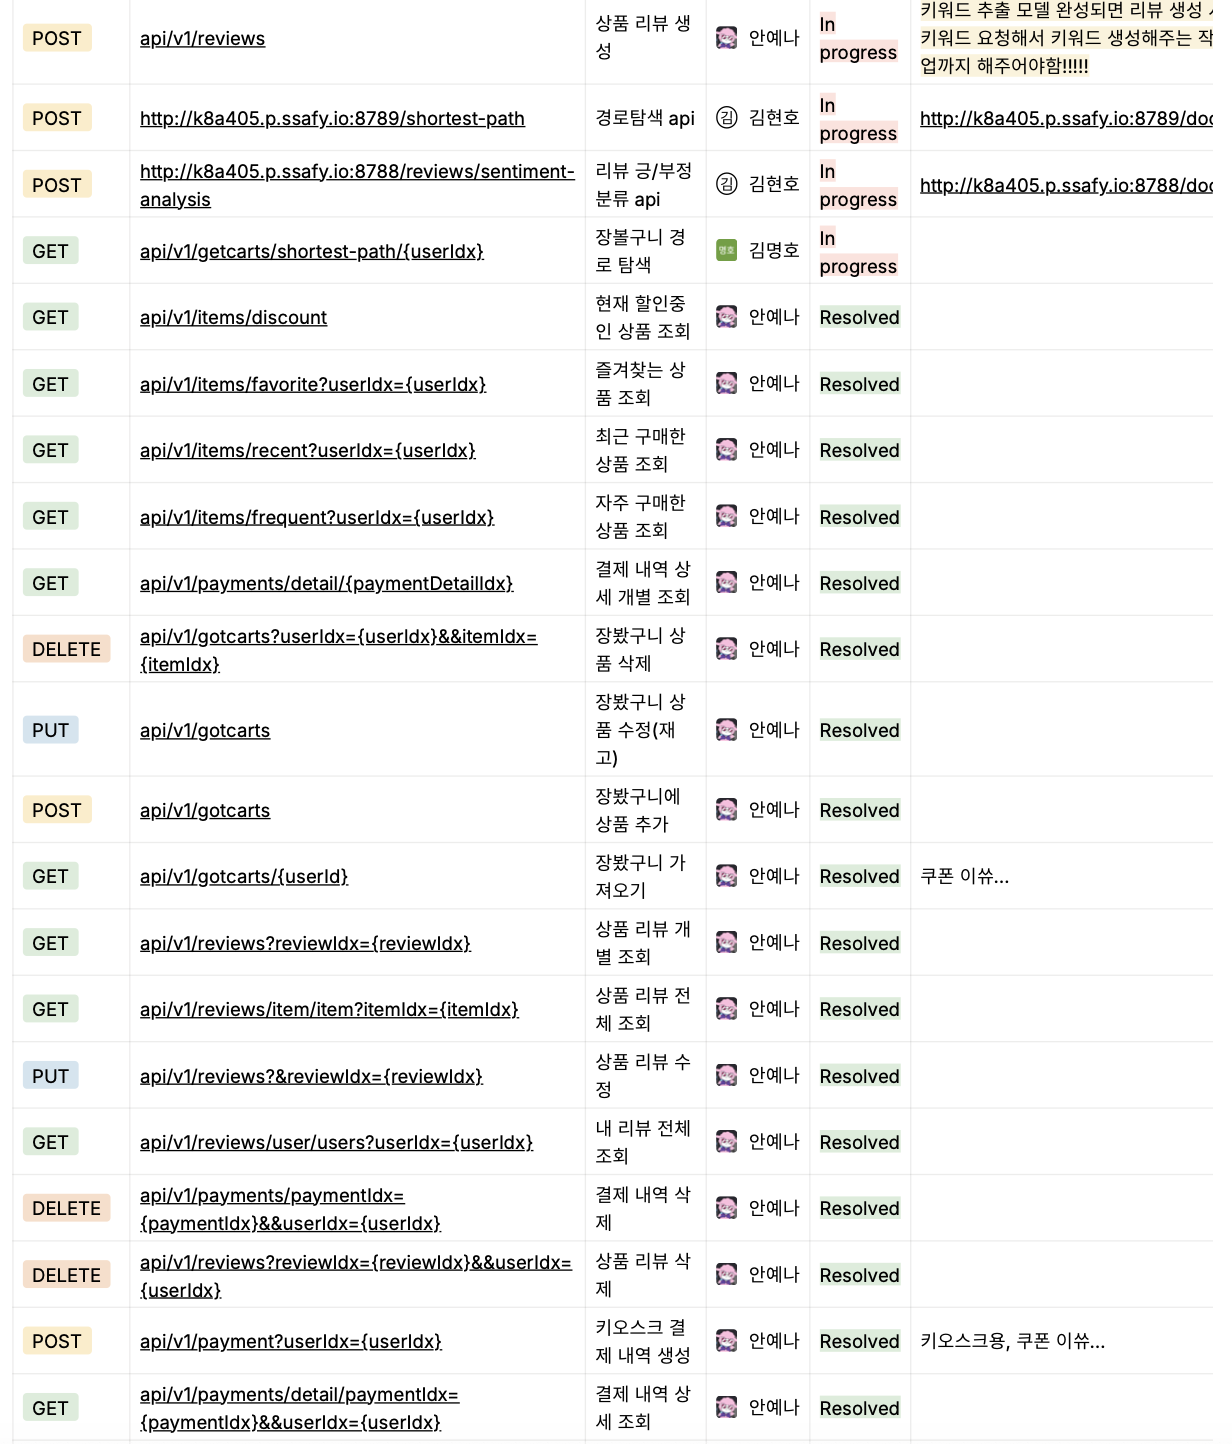 POST api/v1/reviews 상품 리뷰 생
성 안예나 In
progress 키워드 추출 모델 완성되면 리뷰 생성
키워드 요청해서 키워드 생성해주는 작
업까지 해주어야함!!!!!
POST http://k8a405.p.ssafy.io:8789/shortest-path 경로탐색 api 김 김현호 In
progress http://k8a405.p.ssafy.io:8789/doc
POST http://k8a405.p.ssafy.io:8788/reviews/sentiment-
analysis 리뷰 긍/부정
분류 api 김 김현호 In
progress http://k8a405.p.ssafy.io:8788/doc
GET api/v1/getcarts/shortest-path/{userIdx} 장볼구니 경
로 탐색 명호 김명호 In
progress
GET api/v1/items/discount 현재 할인중
인 상품 조회 안예나 Resolved
GET api/v1/items/favorite?userIdx={userIdx} 즐겨찾는 상
품 조회 안예나 Resolved
GET api/v1/items/recent?userIdx={userIdx} 최근 구매한
상품 조회 안예나 Resolved
GET api/v1/items/frequent?userIdx={userIdx} 자주 구매한
상품 조회 안예나 Resolved
GET api/v1/payments/detail/{paymentDetailIdx} 결제 내역 상
세 개별 조회 안예나 Resolved
DELETE api/v1/gotcarts?userIdx={userIdx}&&itemIdx=
{itemIdx} 장봤구니 상
품 삭제 안예나 Resolved
PUT api/v1/gotcarts 장봤구니 상
품 수정(재
고) 안예나 Resolved
POST api/v1/gotcarts 장봤구니에
상품 추가 안예나 Resolved
GET api/v1/gotcarts/{userId} 장봤구니 가
져오기 안예나 Resolved 쿠폰 이쓔...
GET api/v1/reviews?reviewIdx={reviewIdx} 상품 리뷰 개
별 조회 안예나 Resolved
GET api/v1/reviews/item/item?itemIdx={itemIdx} 상품 리뷰 전
체 조회 안예나 Resolved
PUT api/v1/reviews?&reviewIdx={reviewIdx} 상품 리뷰 수
정 안예나 Resolved
GET api/v1/reviews/user/users?userIdx={userIdx} 내 리뷰 전체
조회 안예나 Resolved
DELETE api/v1/payments/paymentIdx=
{paymentIdx}&&userIdx={userIdx} 결제 내역 삭
제 안예나 Resolved
DELETE api/v1/reviews?reviewIdx={reviewIdx}&&userIdx=
{userIdx} 상품 리뷰 삭
제 안예나 Resolved
POST api/v1/payment?userIdx={userIdx} 키오스크 결
제 내역 생성 안예나 Resolved 키오스크용, 쿠폰 이쓔...
GET api/v1/payments/detail/paymentIdx=
{paymentIdx}&&userIdx={userIdx} 결제 내역 상
세 조회 안예나 Resolved